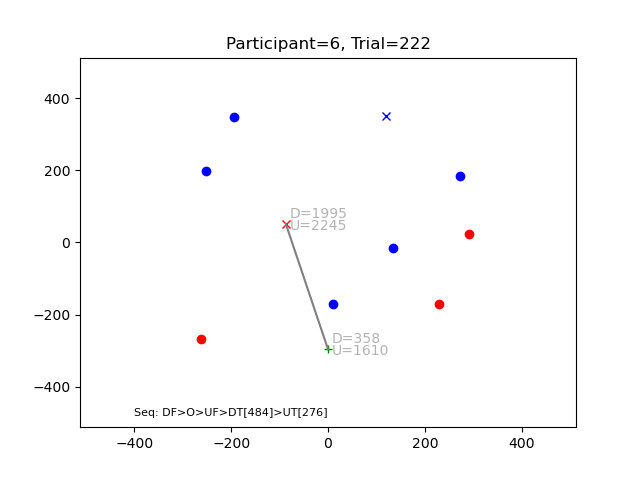 Participant=6, Trial=222
400
200
0
−200
−400
D=1995
U=2245
D=358
U=1610
Seq: DF>O>UF>DT[484]>UT[276]
−400 −200 0 200 400